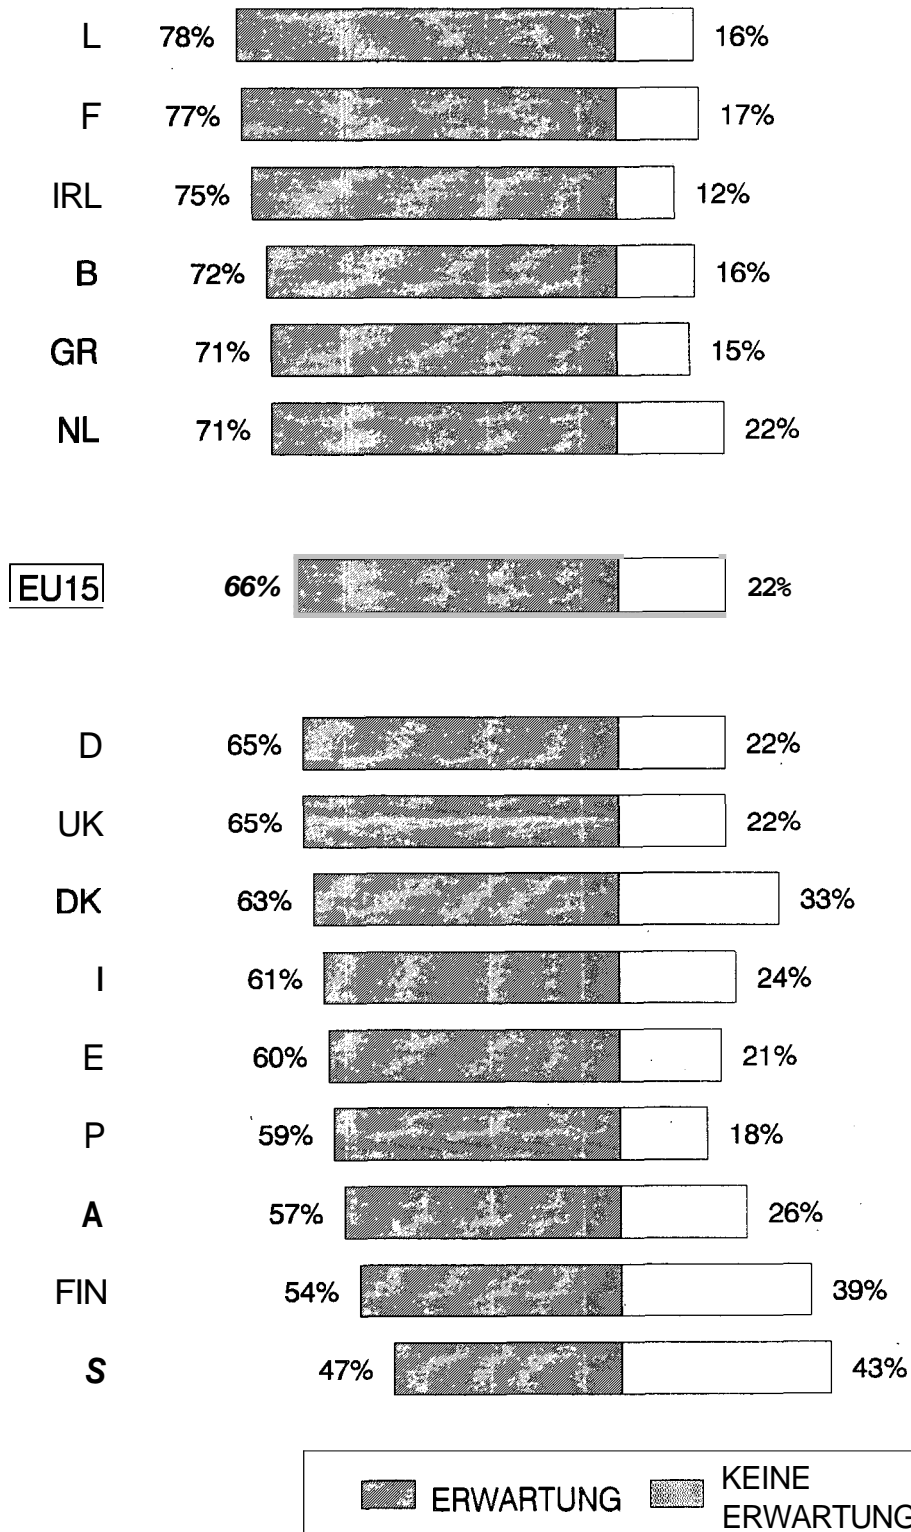 L 78% 16%
F 77% 17%
IRL 75% 12%
B 72% 16%
GR 71% 15%
NL 71% 22%
EU15 66% 22%
D 65% 22%
UK 65% 22%
DK 63% 33%
I 61% 24%
E 60% 21%
P 59% 18%
A 57% 26%
FIN 54% 39%
S 47% 43%
ERWARTUNG KEINE
ERWARTUNG